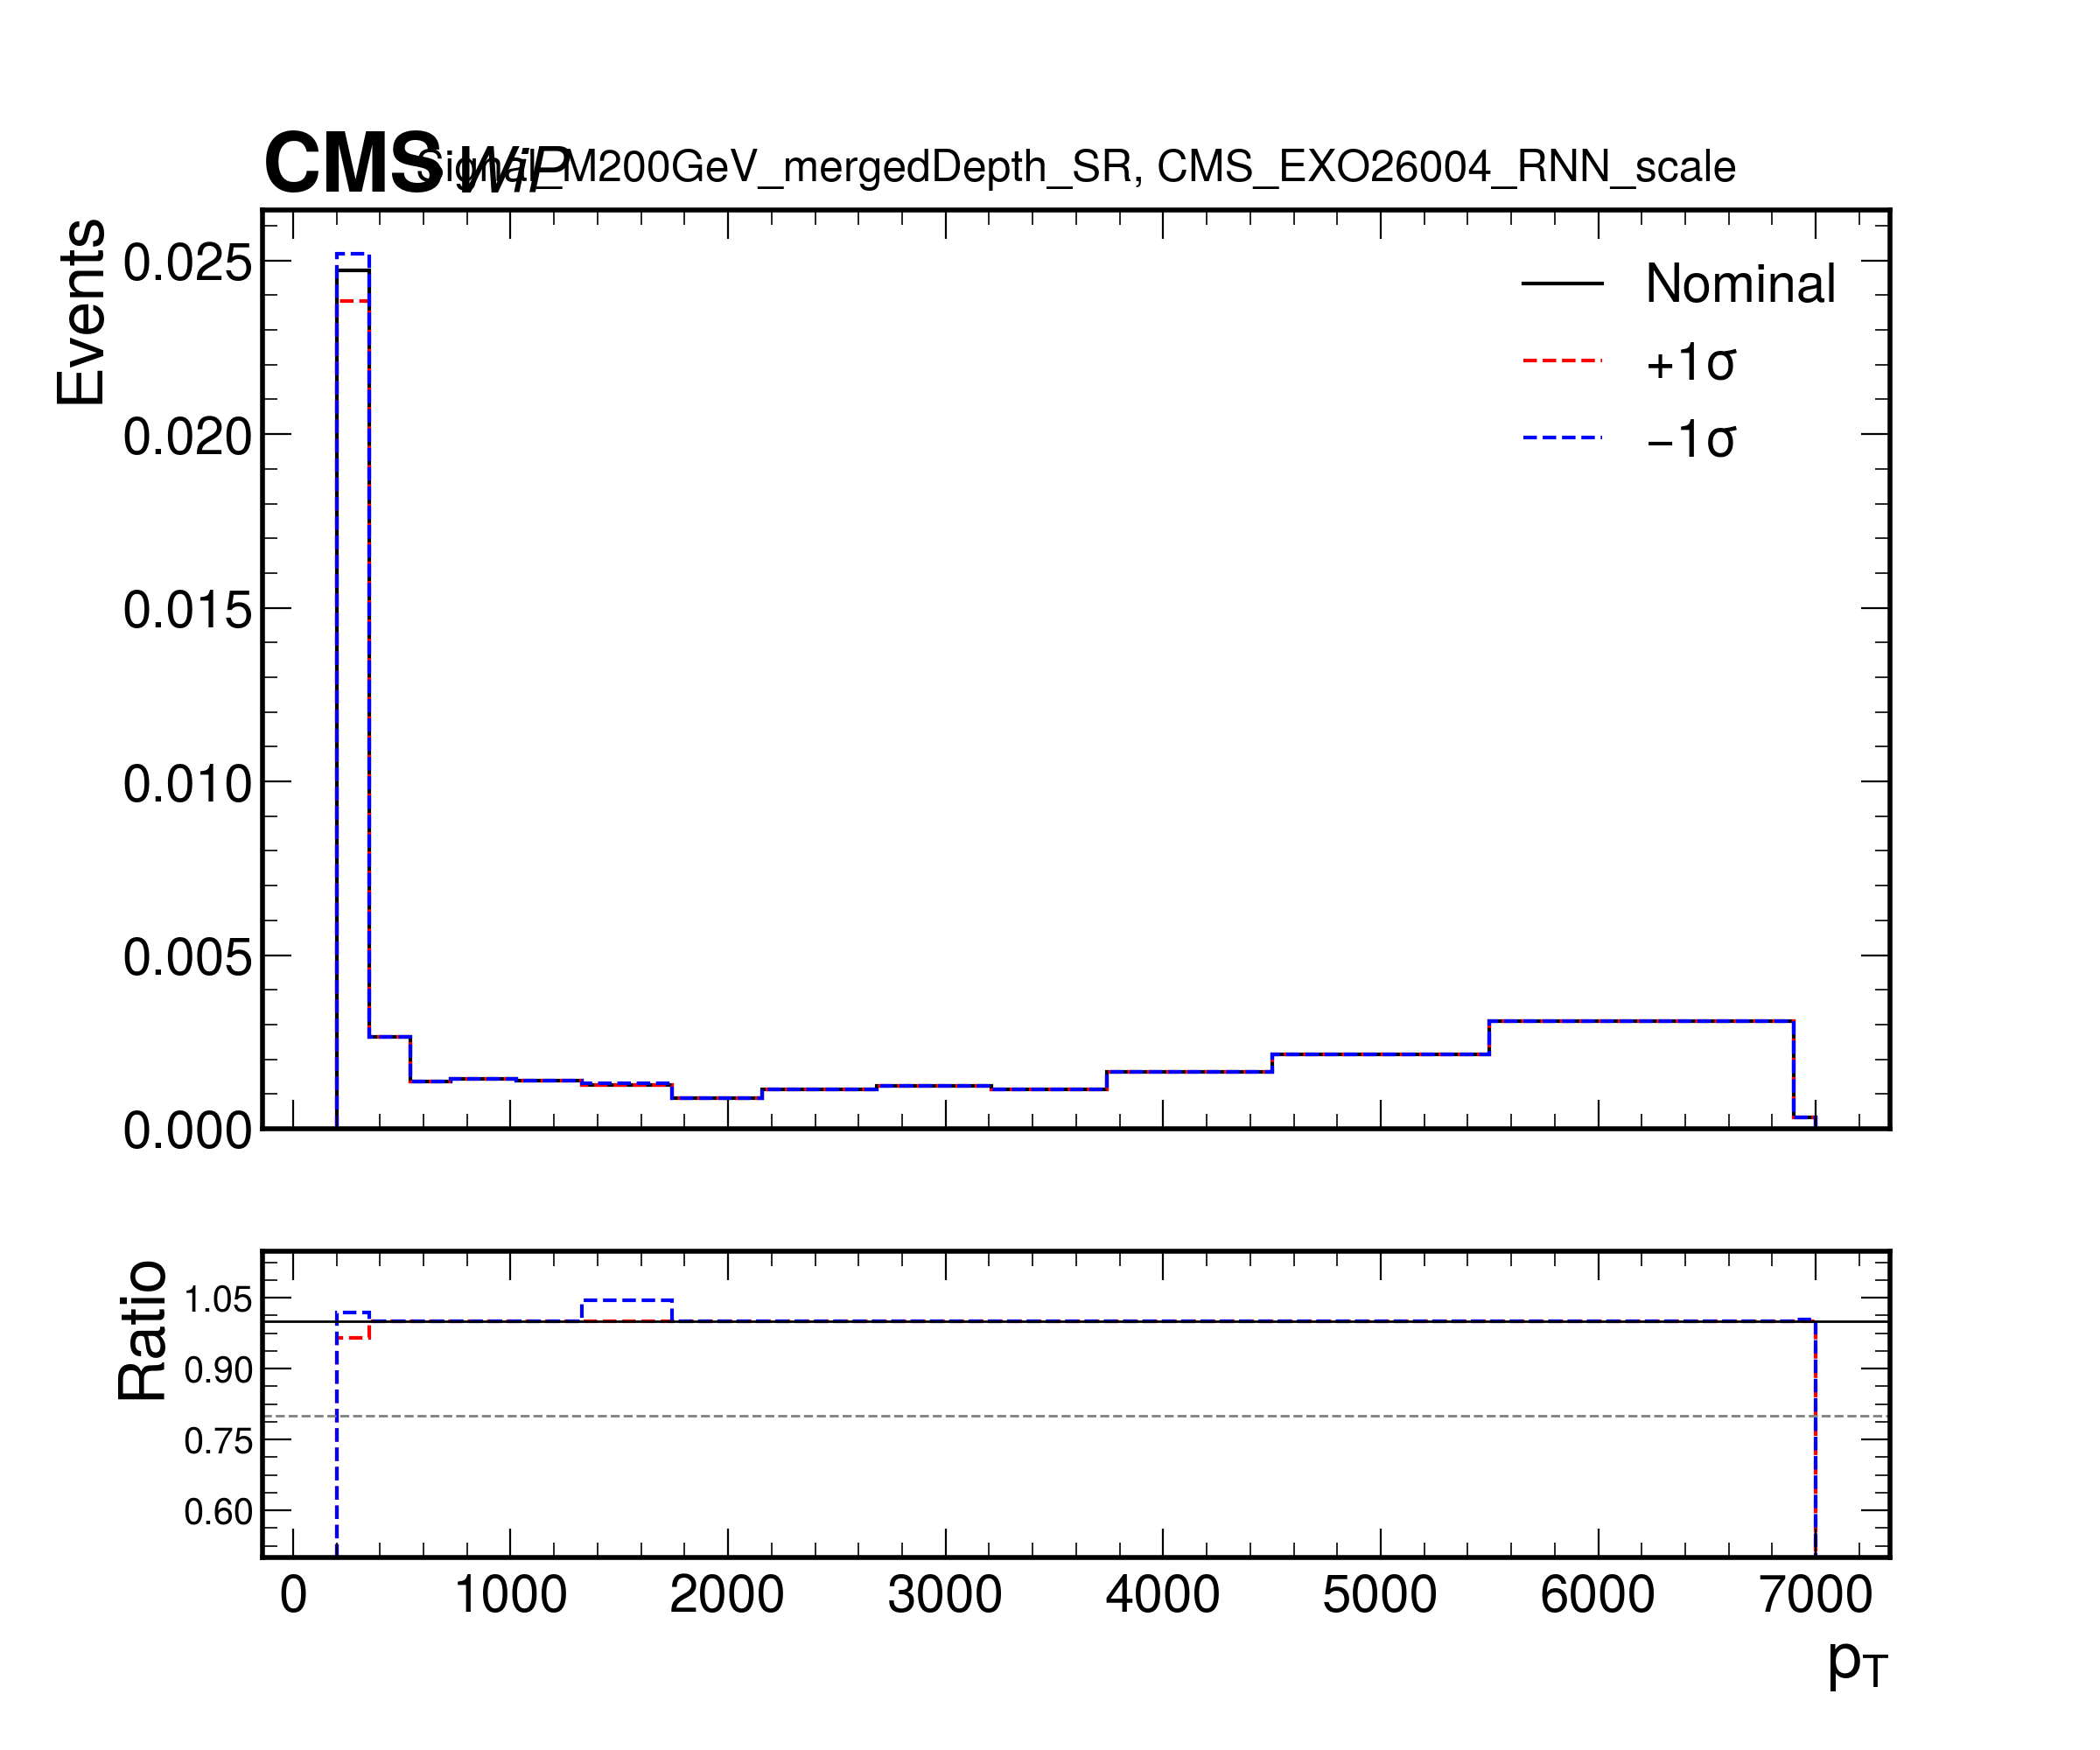 CMS WiP
Signal_M200GeV_mergedDepth_SR, CMS_EXO26004_RNN_scale
Events
0.025
0.020
0.015
0.010
0.005
0.000
Nominal
+1σ
−1σ
Ratio
1.05
0.90
0.75
0.60
0 1000 2000 3000 4000 5000 6000 7000
pT